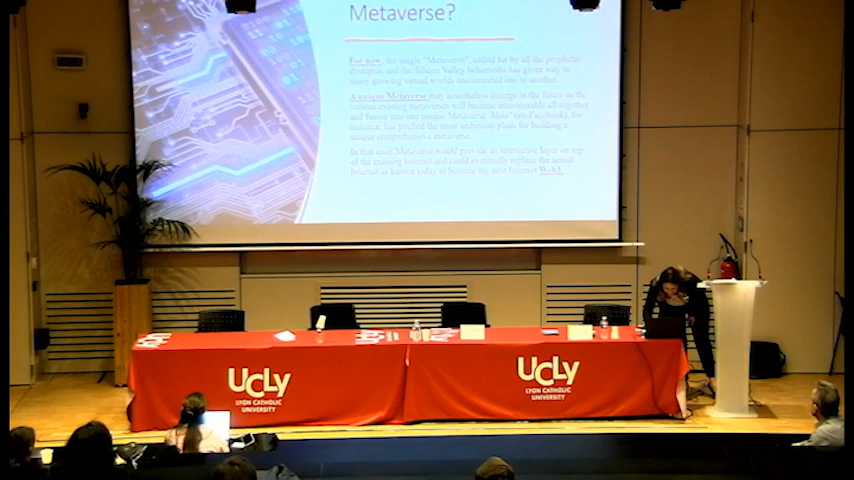 Metaverse?
For now, the single "Metaverse", called for by all the prophetic
dystopias and the Silicon Valley behemoths has given way to
many growing virtual worlds unconnected one to another
A unique Metaverse may nonetheless emerge in the future as the
various existing metaverses will become interoperable all together
and fusion into one unique Metaverse. "Meta" (ex-Facebook), for
instance, has pitched the most ambitious plans for building a
unique comprehensive metaverse.
In that case, Metaverse would provide an interactive layer on top
of the existing Internet and could eventually replace the actual
Internet as known today to become the next Internet Web3.
UCLy
LYON CATHOLIC
UNIVERSITY
UCLy
LYON CATHOLIC
UNIVERSITY